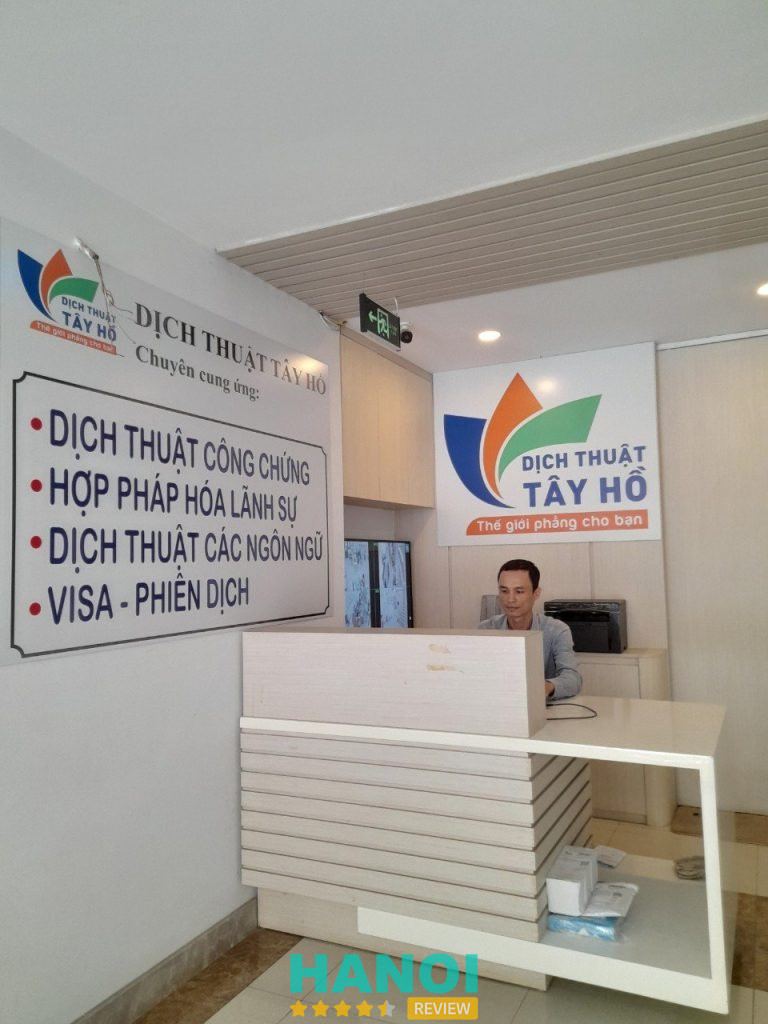 DỊCH THUẬT
TÂY HỒ
Thế giới phẳng cho bạn
DỊCH THUẬT TÂY HỒ
Chuyên cung ứng:
• DỊCH THUẬT CÔNG CHỨNG
• HỢP PHÁP HÓA LÃNH SỰ
• DỊCH THUẬT CÁC NGÔN NGỮ
• VISA - PHIÊN DỊCH
DỊCH THUẬT
TÂY HỒ
Thế giới phẳng cho bạn
HANOI
REVIEW